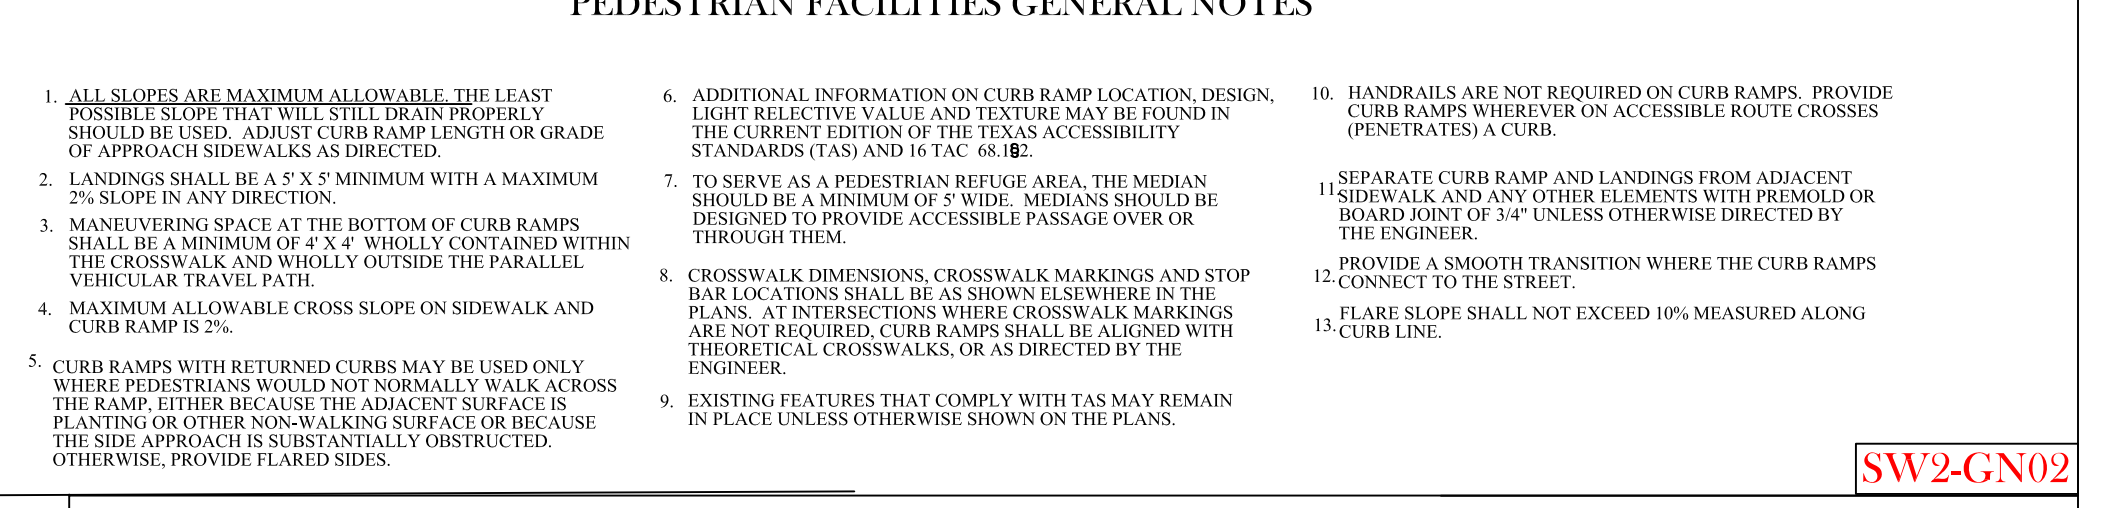 PEDESTRIAN FACILITIES GENERAL NOTES
1. ALL SLOPES ARE MAXIMUM ALLOWABLE. THE LEAST
POSSIBLE SLOPE THAT WILL STILL DRAIN PROPERLY
SHOULD BE USED. ADJUST CURB RAMP LENGTH OR GRADE
OF APPROACH SIDEWALKS AS DIRECTED.
2. LANDINGS SHALL BE A 5' X 5' MINIMUM WITH A MAXIMUM
2% SLOPE IN ANY DIRECTION.
3. MANEUVERING SPACE AT THE BOTTOM OF CURB RAMPS
SHALL BE A MINIMUM OF 4' X 4' WHOLLY CONTAINED WITHIN
THE CROSSWALK AND WHOLLY OUTSIDE THE PARALLEL
VEHICULAR TRAVEL PATH.
4. MAXIMUM ALLOWABLE CROSS SLOPE ON SIDEWALK AND
CURB RAMP IS 2%.
5. CURB RAMPS WITH RETURNED CURBS MAY BE USED ONLY
WHERE PEDESTRIANS WOULD NOT NORMALLY WALK ACROSS
THE RAMP, EITHER BECAUSE THE ADJACENT SURFACE IS
PLANTING OR OTHER NON-WALKING SURFACE OR BECAUSE
THE SIDE APPROACH IS SUBSTANTIALLY OBSTRUCTED.
OTHERWISE, PROVIDE FLARED SIDES.
6. ADDITIONAL INFORMATION ON CURB RAMP LOCATION, DESIGN,
LIGHT RELECTIVE VALUE AND TEXTURE MAY BE FOUND IN
THE CURRENT EDITION OF THE TEXAS ACCESSIBILITY
STANDARDS (TAS) AND 16 TAC
7. TO SERVE AS A PEDESTRIAN REFUGE AREA, THE MEDIAN
SHOULD BE A MINIMUM OF 5' WIDE. MEDIANS SHOULD BE
DESIGNED TO PROVIDE ACCESSIBLE PASSAGE OVER OR
THROUGH THEM.
8. CROSSWALK DIMENSIONS, CROSSWALK MARKINGS AND STOP
BAR LOCATIONS SHALL BE AS SHOWN ELSEWHERE IN THE
PLANS. AT INTERSECTIONS WHERE CROSSWALK MARKINGS
ARE NOT REQUIRED, CURB RAMPS SHALL BE ALIGNED WITH
THEORETICAL CROSSWALKS, OR AS DIRECTED BY THE
ENGINEER.
9. EXISTING FEATURES THAT COMPLY WITH TAS MAY REMAIN
IN PLACE UNLESS OTHERWISE SHOWN ON THE PLANS.
10. HANDRAILS ARE NOT REQUIRED ON CURB RAMPS. PROVIDE
CURB RAMPS WHEREVER ON ACCESSIBLE ROUTE CROSSES
(PENETRATES) A CURB.
11. SEPARATE CURB RAMP AND LANDINGS FROM ADJACENT
SIDEWALK AND ANY OTHER ELEMENTS WITH PREMOLD OR
BOARD JOINT OF 3/4" UNLESS OTHERWISE DIRECTED BY
THE ENGINEER.
12. PROVIDE A SMOOTH TRANSITION WHERE THE CURB RAMPS
CONNECT TO THE STREET.
13. FLARE SLOPE SHALL NOT EXCEED 10% MEASURED ALONG
CURB LINE.
SW2-GN02